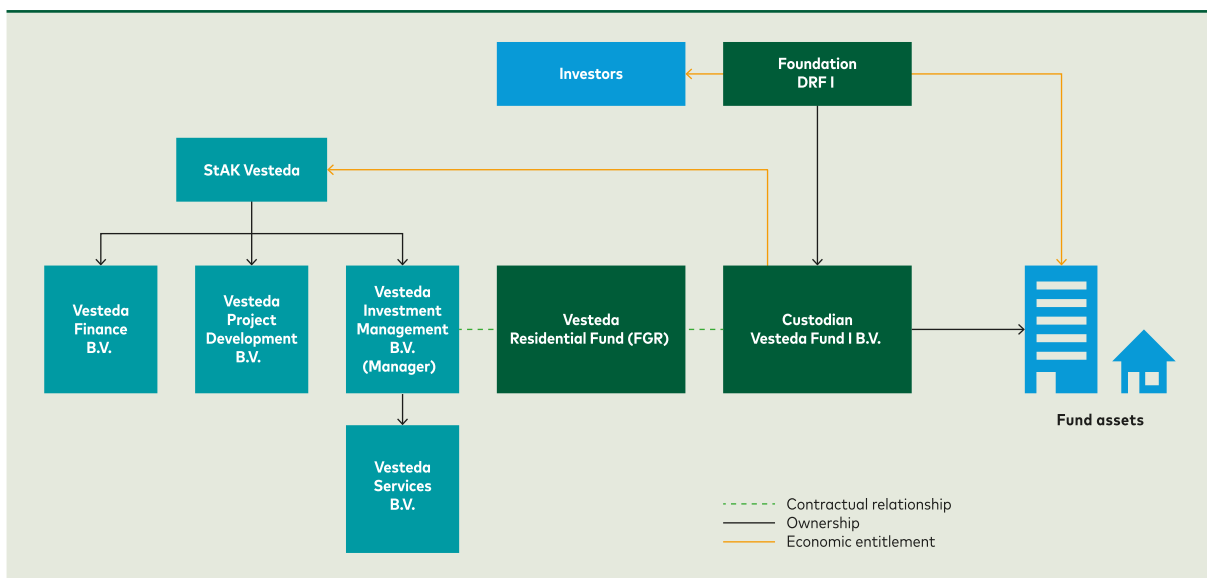 Investors
Foundation
DRF I
StAK Vesteda
Vesteda
Finance
B.V.
Vesteda
Project
Development
B.V.
Vesteda
Investment
Management
B.V.
(Manager)
Vesteda
Residential Fund (FGR)
Custodian
Vesteda Fund I B.V.
Fund assets
Vesteda
Services
B.V.
Contractual relationship
Ownership
Economic entitlement